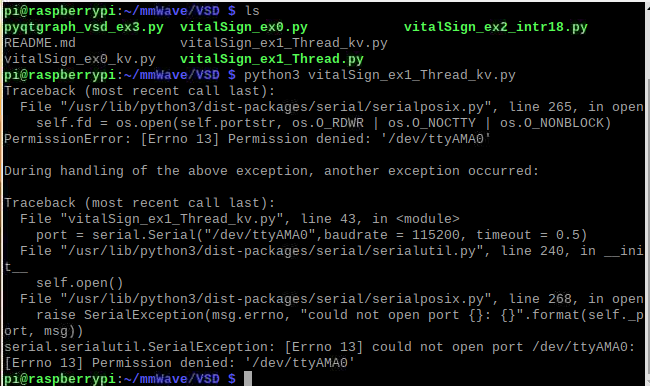 pi@raspberrypi:~/mmWave/VSD $ ls
pyqtgraph_vsd_ex3.py  vitalSign_ex0.py            vitalSign_ex2_intr18.py
README.md             vitalSign_ex1_Thread_kv.py
vitalSign_ex0_kv.py   vitalSign_ex1_Thread.py
pi@raspberrypi:~/mmWave/VSD $ python3 vitalSign_ex1_Thread_kv.py
Traceback (most recent call last):
  File "/usr/lib/python3/dist-packages/serial/serialposix.py", line 265, in open
    self.fd = os.open(self.portstr, os.O_RDWR | os.O_NOCTTY | os.O_NONBLOCK)
PermissionError: [Errno 13] Permission denied: '/dev/ttyAMA0'

During handling of the above exception, another exception occurred:

Traceback (most recent call last):
  File "vitalSign_ex1_Thread_kv.py", line 43, in <module>
    port = serial.Serial("/dev/ttyAMA0",baudrate = 115200, timeout = 0.5)
  File "/usr/lib/python3/dist-packages/serial/serialutil.py", line 240, in __ini
t__
    self.open()
  File "/usr/lib/python3/dist-packages/serial/serialposix.py", line 268, in open
    raise SerialException(msg.errno, "could not open port {}: {}".format(self._p
ort, msg))
serial.serialutil.SerialException: [Errno 13] could not open port /dev/ttyAMA0:
[Errno 13] Permission denied: '/dev/ttyAMA0'
pi@raspberrypi:~/mmWave/VSD $